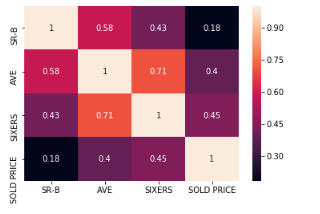 SR-B 1 0.58 0.43 0.18
AVE 0.58 1 0.71 0.4
SIXERS 0.43 0.71 1 0.45
SOLD PRICE 0.18 0.4 0.45 1
SR-B AVE SIXERS SOLD PRICE
0.90
0.75
0.60
0.45
0.30